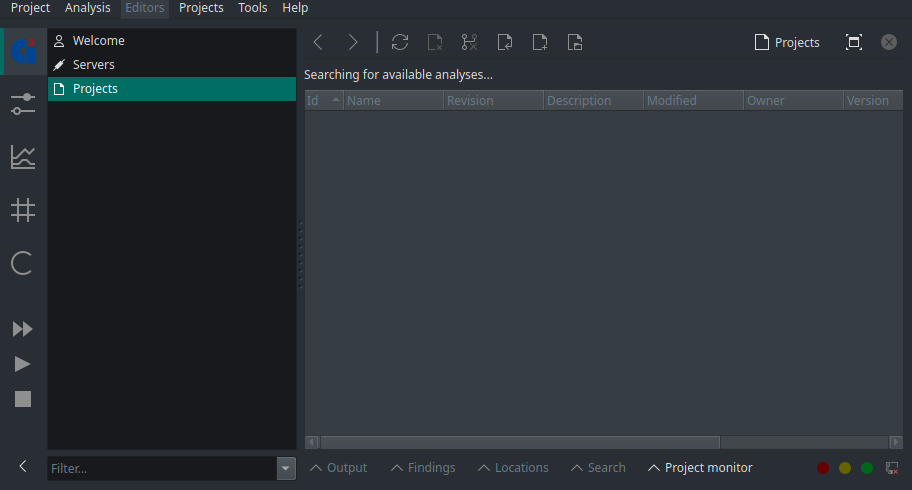 Project Analysis Editors Projects Tools Help
Welcome
Servers
Projects
Projects
Searching for available analyses...
Id Name Revision Description Modified Owner Version
Filter...
Output Findings Locations Search Project monitor